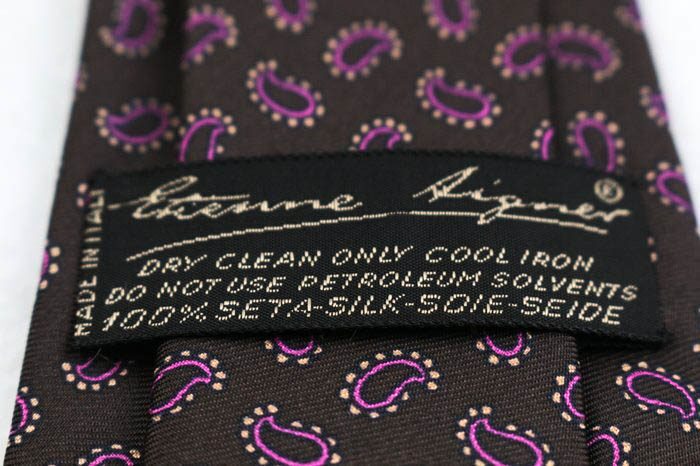 Etienne Aigner ®
DRY CLEAN ONLY COOL IRON
DO NOT USE PETROLEUM SOLVENTS
100% SETA-SILK-SOIE-SEIDE
MADE IN ITALY